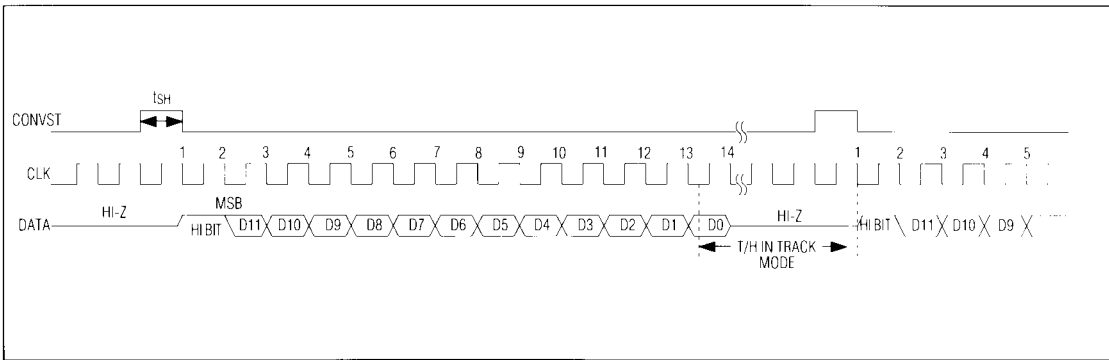 tSH
CONVST
1 2 3 4 5 6 7 8 9 10 11 12 13 14 1 2 3 4 5
CLK
MSB
HI-Z HI-Z
DATA HI BIT D11 D10 D9 D8 D7 D6 D5 D4 D3 D2 D1 D0 HI BIT D11 D10 D9
T/H IN TRACK
MODE